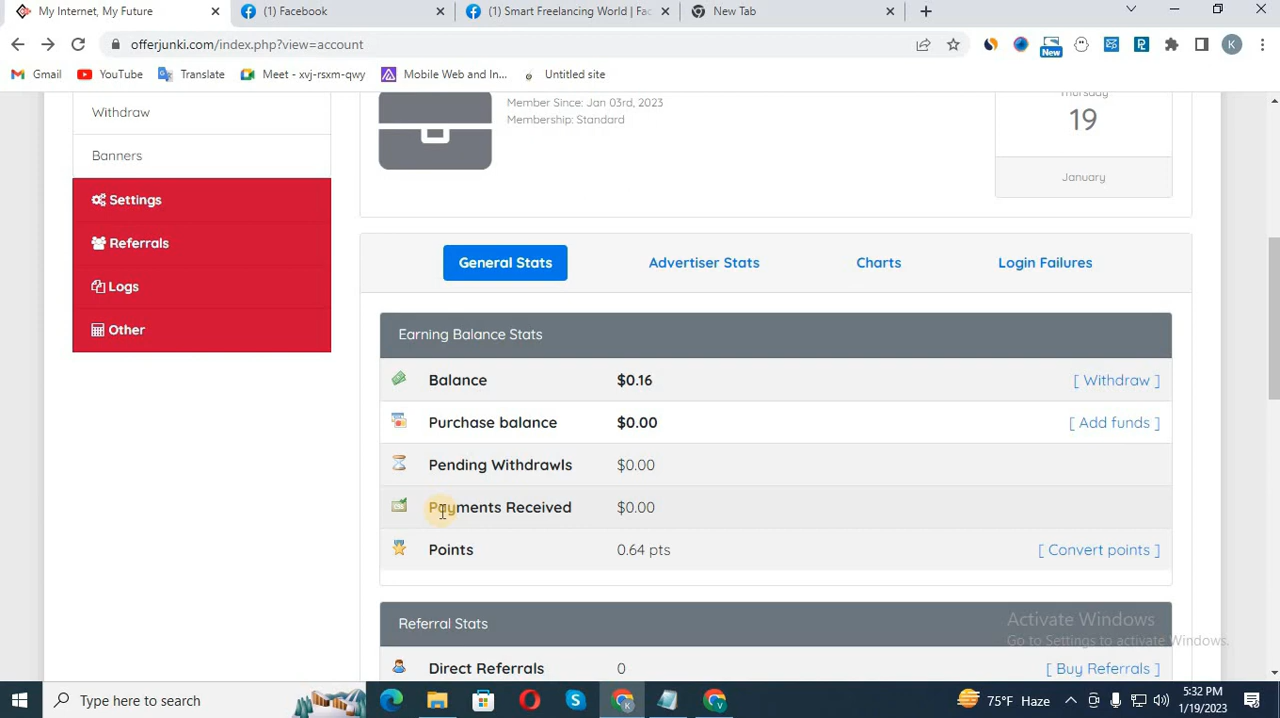 My Internet, My Future
(1) Facebook
(1) Smart Freelancing World | Fac
New Tab
offerjunki.com/index.php?view=account
New
K
Gmail
YouTube
Translate
Meet - xvj-rsxm-qwy
Mobile Web and In...
Untitled site
Withdraw
Banners
Settings
Referrals
Logs
Other
Member Since: Jan 03rd, 2023
Membership: Standard
Thursday
19
January
General Stats
Advertiser Stats
Charts
Login Failures
Earning Balance Stats
Balance $0.16 [ Withdraw ]
Purchase balance $0.00 [ Add funds ]
Pending Withdrawls $0.00
Payments Received $0.00
Points 0.64 pts [ Convert points ]
Referral Stats
Direct Referrals 0 [ Buy Referrals ]
Activate Windows
Go to Settings to activate Windows.
Type here to search
75°F Haze
5:32 PM
1/19/2023